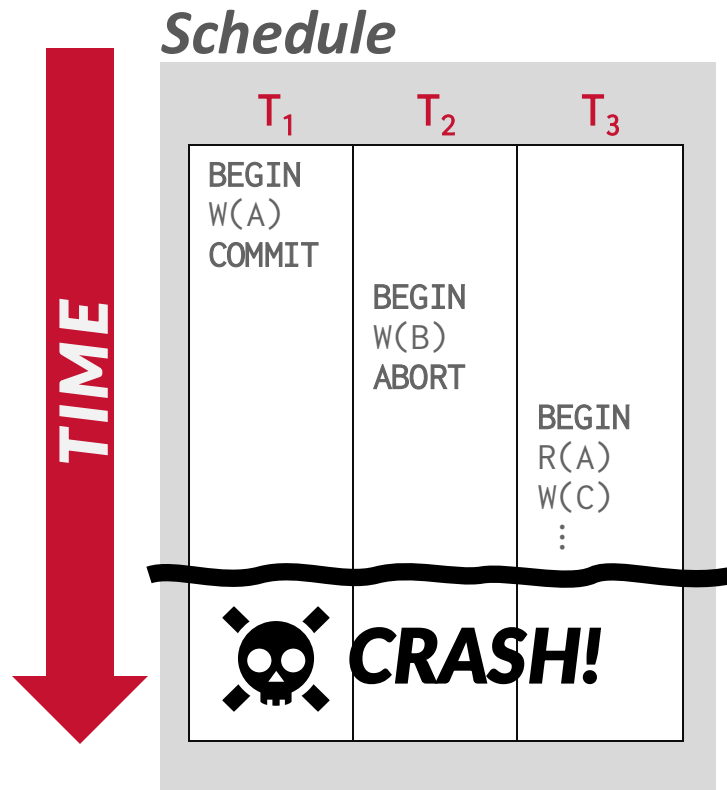 Schedule
TIME
T1
T2
T3
BEGIN
W(A)
COMMIT
BEGIN
W(B)
ABORT
BEGIN
R(A)
W(C)
⋮
CRASH!